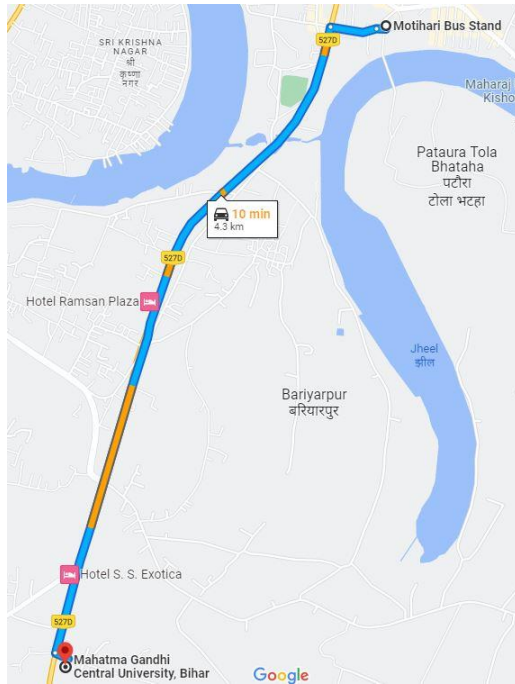 Motihari Bus Stand
527D
SRI KRISHNA
NAGAR
श्री
कृष्णा
नगर
Maharaj
Kisho
Pataura Tola
Bhataha
पटौरा
टोला भटहा
10 min
4.3 km
527D
Hotel Ramsan Plaza
Jheel
झील
Bariyarpur
बरियारपुर
Hotel S. S. Exotica
527D
Mahatma Gandhi
Central University, Bihar
Google